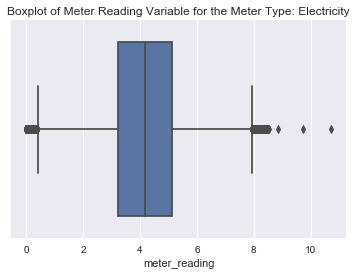 Boxplot of Meter Reading Variable for the Meter Type: Electricity
0 2 4 6 8 10
meter_reading